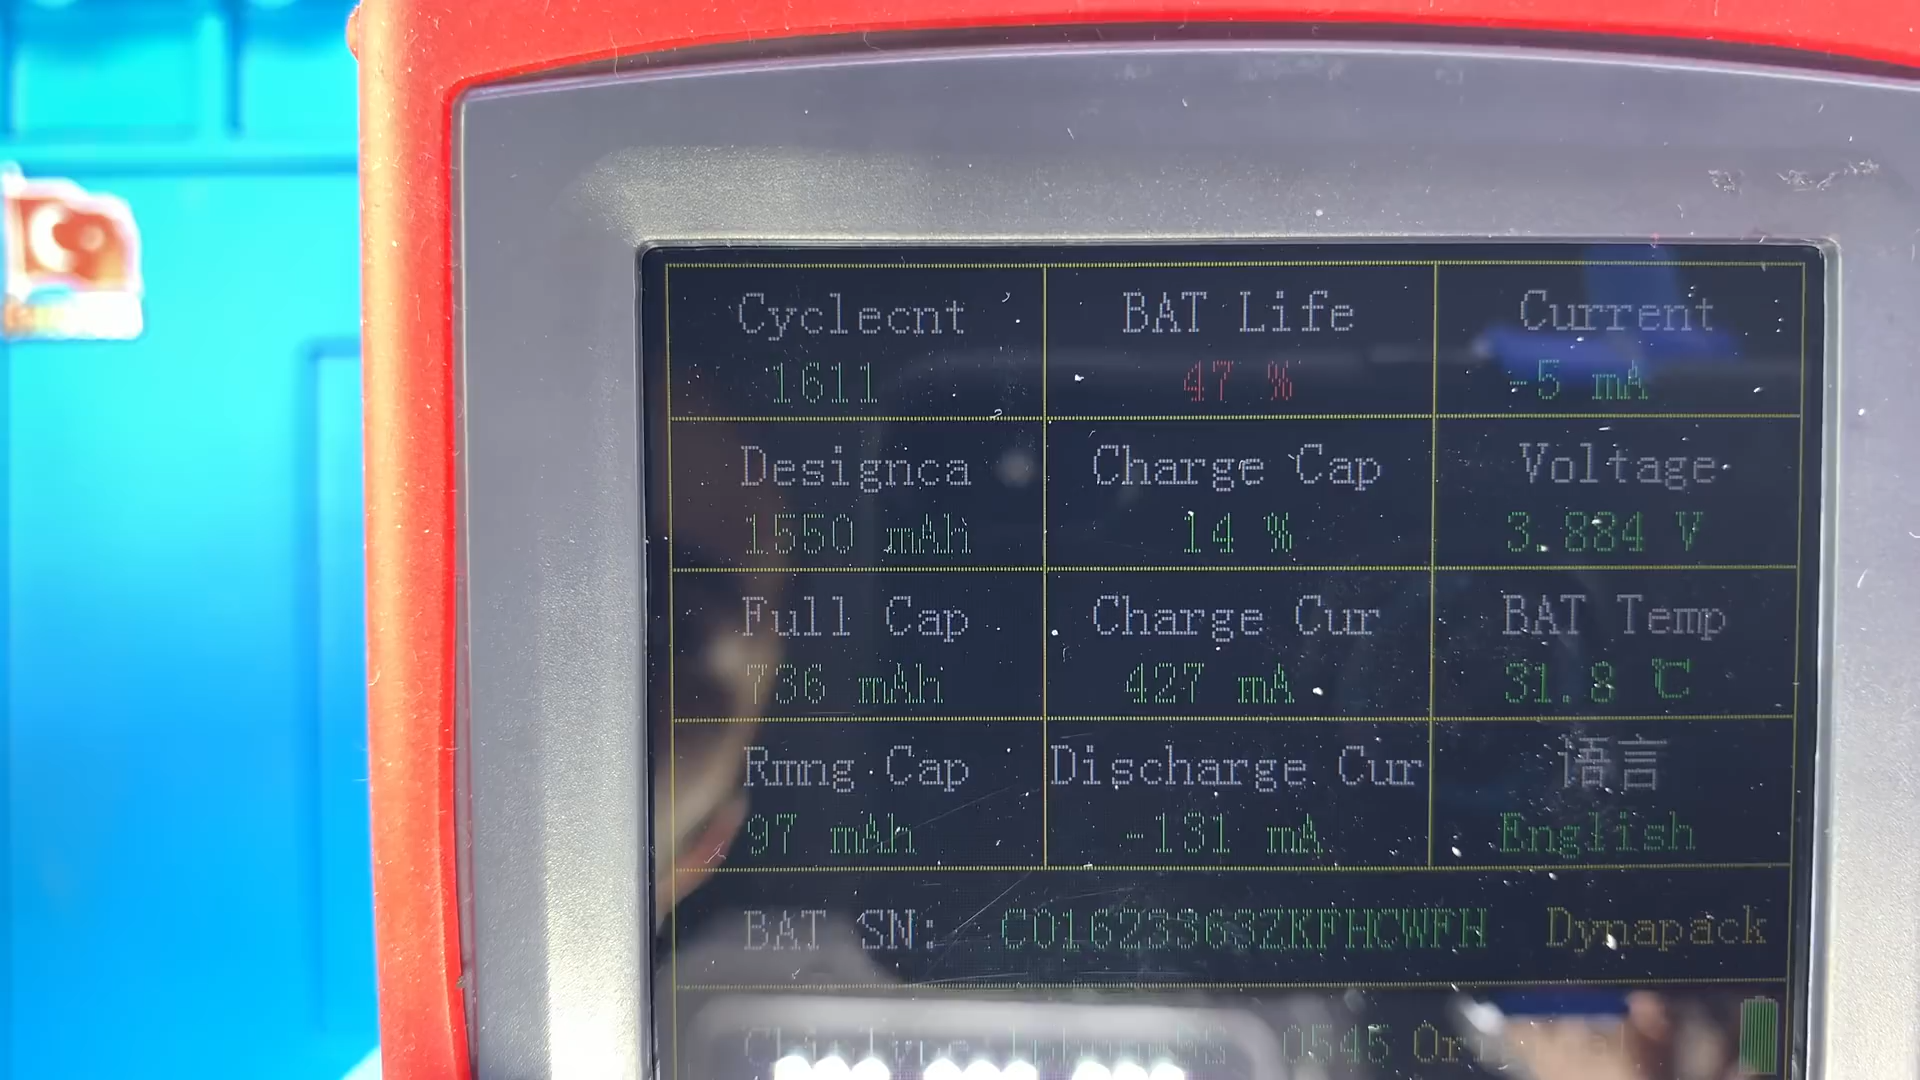 Cyclecnt BAT Life Current
1611 47 % -5 mA
Designca Charge Cap Voltage
1550 mAh 14 % 3.884 V
Full Cap Charge Cur BAT Temp
736 mAh 427 mA 31.8 ℃
Rmng Cap Discharge Cur 语言
97 mAh -131 mA English
BAT SN: Dynapack
0545